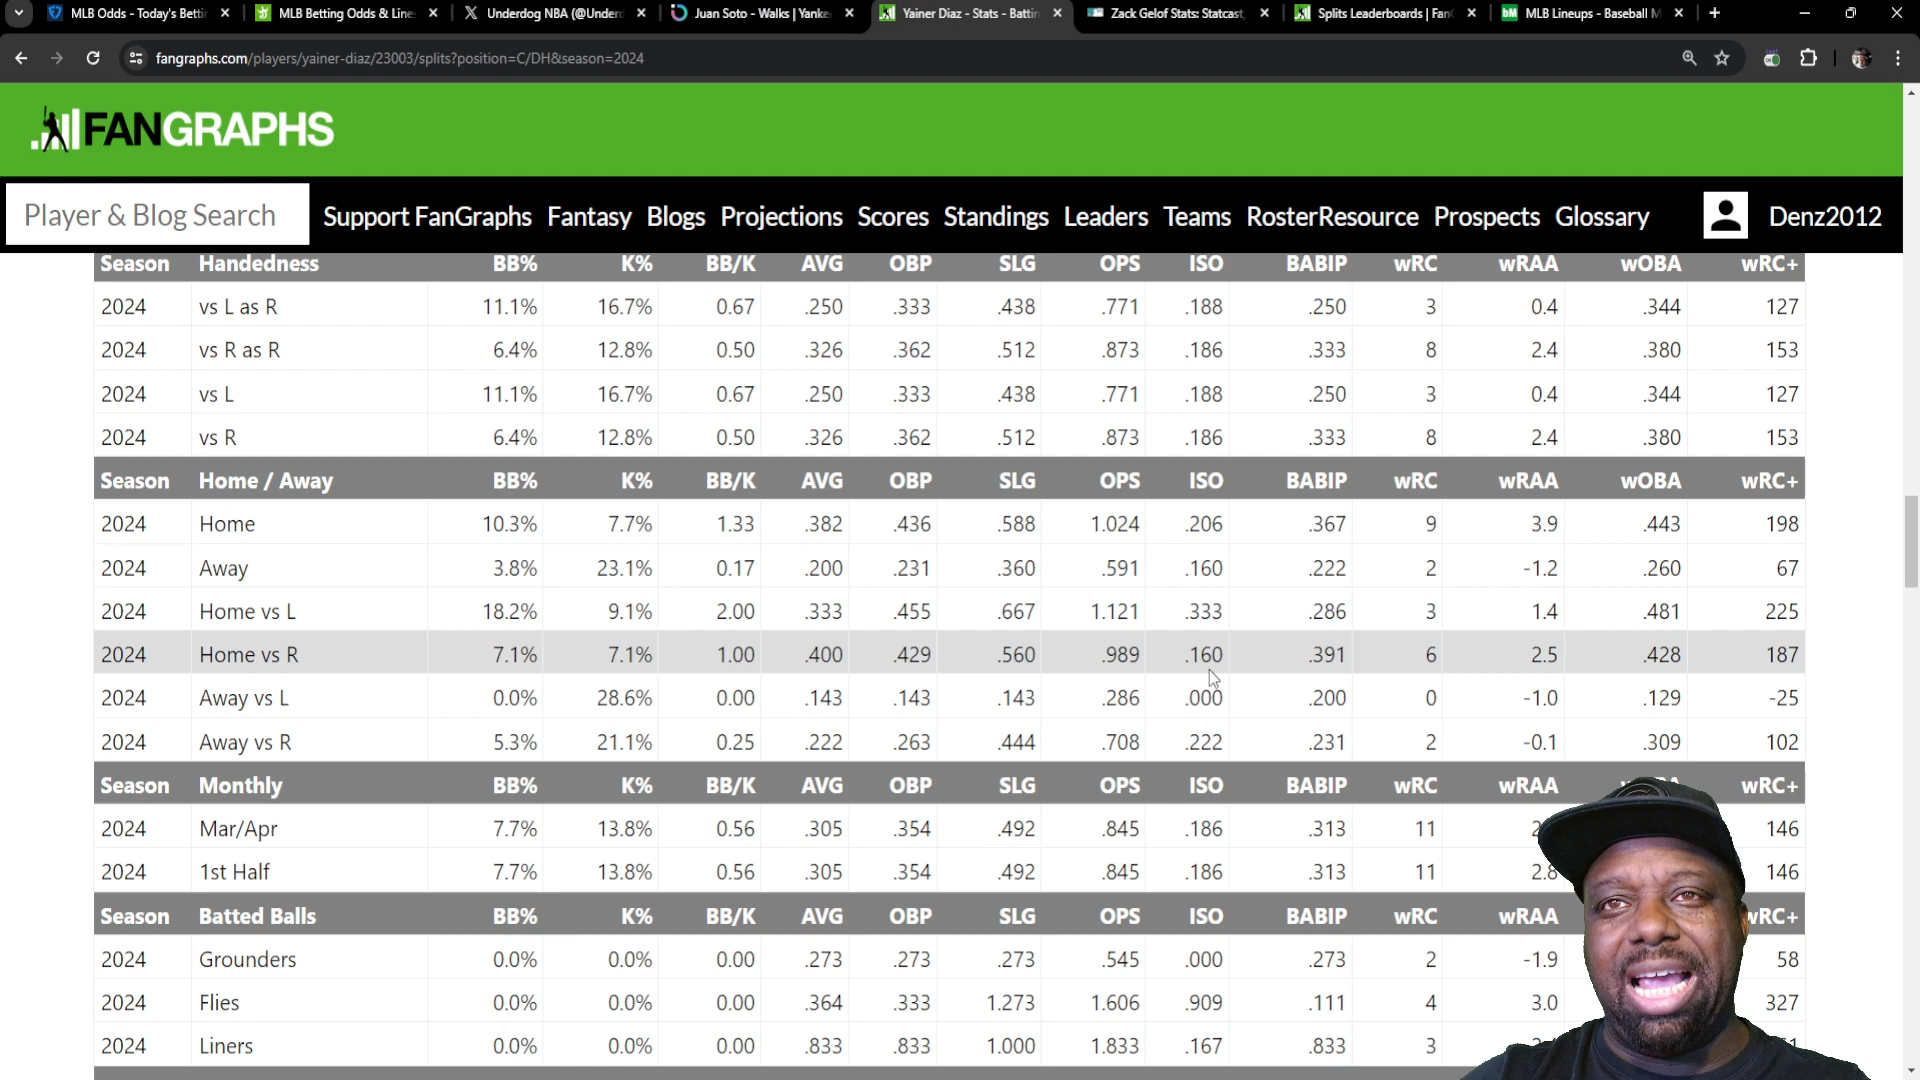 MLB Odds - Today's Betti
MLB Betting Odds & Line
Underdog NBA (@Underd
Juan Soto - Walks | Yanke
Yainer Diaz - Stats - Battin
Zack Gelof Stats: Statcast,
Splits Leaderboards | Fan
MLB Lineups - Baseball M
fangraphs.com/players/yainer-diaz/23003/splits?position=C/DH&season=2024
FANGRAPHS
Player & Blog Search Support FanGraphs Fantasy Blogs Projections Scores Standings Leaders Teams RosterResource Prospects Glossary Denz2012
Season Handedness BB% K% BB/K AVG OBP SLG OPS ISO BABIP wRC wRAA wOBA wRC+
2024 vs L as R 11.1% 16.7% 0.67 .250 .333 .438 .771 .188 .250 3 0.4 .344 127
2024 vs R as R 6.4% 12.8% 0.50 .326 .362 .512 .873 .186 .333 8 2.4 .380 153
2024 vs L 11.1% 16.7% 0.67 .250 .333 .438 .771 .188 .250 3 0.4 .344 127
2024 vs R 6.4% 12.8% 0.50 .326 .362 .512 .873 .186 .333 8 2.4 .380 153
Season Home / Away BB% K% BB/K AVG OBP SLG OPS ISO BABIP wRC wRAA wOBA wRC+
2024 Home 10.3% 7.7% 1.33 .382 .436 .588 1.024 .206 .367 9 3.9 .443 198
2024 Away 3.8% 23.1% 0.17 .200 .231 .360 .591 .160 .222 2 -1.2 .260 67
2024 Home vs L 18.2% 9.1% 2.00 .333 .455 .667 1.121 .333 .286 3 1.4 .481 225
2024 Home vs R 7.1% 7.1% 1.00 .400 .429 .560 .989 .160 .391 6 2.5 .428 187
2024 Away vs L 0.0% 28.6% 0.00 .143 .143 .143 .286 .000 .200 0 -1.0 .129 -25
2024 Away vs R 5.3% 21.1% 0.25 .222 .263 .444 .708 .222 .231 2 -0.1 .309 102
Season Monthly BB% K% BB/K AVG OBP SLG OPS ISO BABIP wRC wRAA wRC+
2024 Mar/Apr 7.7% 13.8% 0.56 .305 .354 .492 .845 .186 .313 11 146
2024 1st Half 7.7% 13.8% 0.56 .305 .354 .492 .845 .186 .313 11 2.8 146
Season Batted Balls BB% K% BB/K AVG OBP SLG OPS ISO BABIP wRC wRAA wRC+
2024 Grounders 0.0% 0.0% 0.00 .273 .273 .273 .545 .000 .273 2 -1.9 58
2024 Flies 0.0% 0.0% 0.00 .364 .333 1.273 1.606 .909 .111 4 3.0 327
2024 Liners 0.0% 0.0% 0.00 .833 .833 1.000 1.833 .167 .833 3